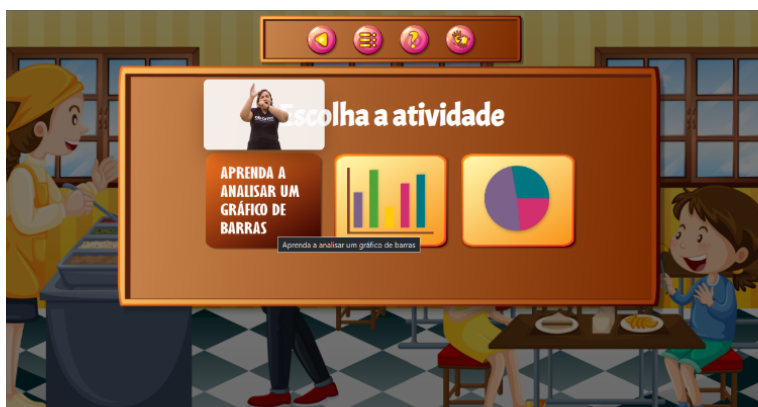 Escolha a atividade
APRENDA A
ANALISAR UM
GRÁFICO DE
BARRAS
Aprenda a analisar um gráfico de barras